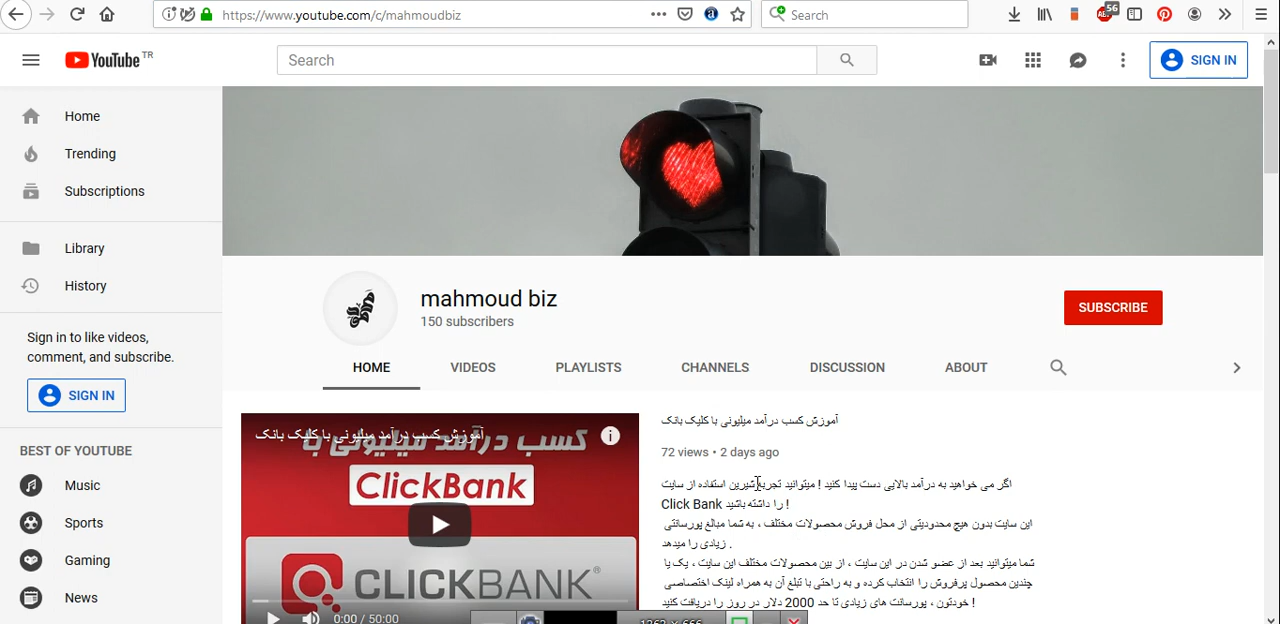 https://www.youtube.com/c/mahmoudbiz
Search
56
YouTube TR
Search
SIGN IN
Home
Trending
Subscriptions
Library
History
Sign in to like videos,
comment, and subscribe.
SIGN IN
BEST OF YOUTUBE
Music
Sports
Gaming
News
mahmoud biz
150 subscribers
SUBSCRIBE
HOME
VIDEOS
PLAYLISTS
CHANNELS
DISCUSSION
ABOUT
آموزش کسب درآمد میلیونی با کلیک بانک
کسب درآمد میلیونی با
ClickBank
CLICKBANK®
0:00 / 50:00
آموزش کسب درآمد میلیونی با کلیک بانک
72 views • 2 days ago
اگر می خواهید به درآمد بالایی دست پیدا کنید ! میتوانید تجربه شیرین استفاده از سایت
Click Bank را داشته باشید !
این سایت بدون هیچ محدودیتی از محل فروش محصولات مختلف ، به شما مبالغ پورسانتی
زیادی را میدهد .
شما میتوانید بعد از عضو شدن در این سایت ، از بین محصولات مختلف این سایت ، یک یا
چندین محصول پرفروش را انتخاب کرده و به راحتی با تبلغ آن به همراه لینک اختصاصی
خودتون ، پورسانت های زیادی تا حد 2000 دلار در روز را دریافت کنید !